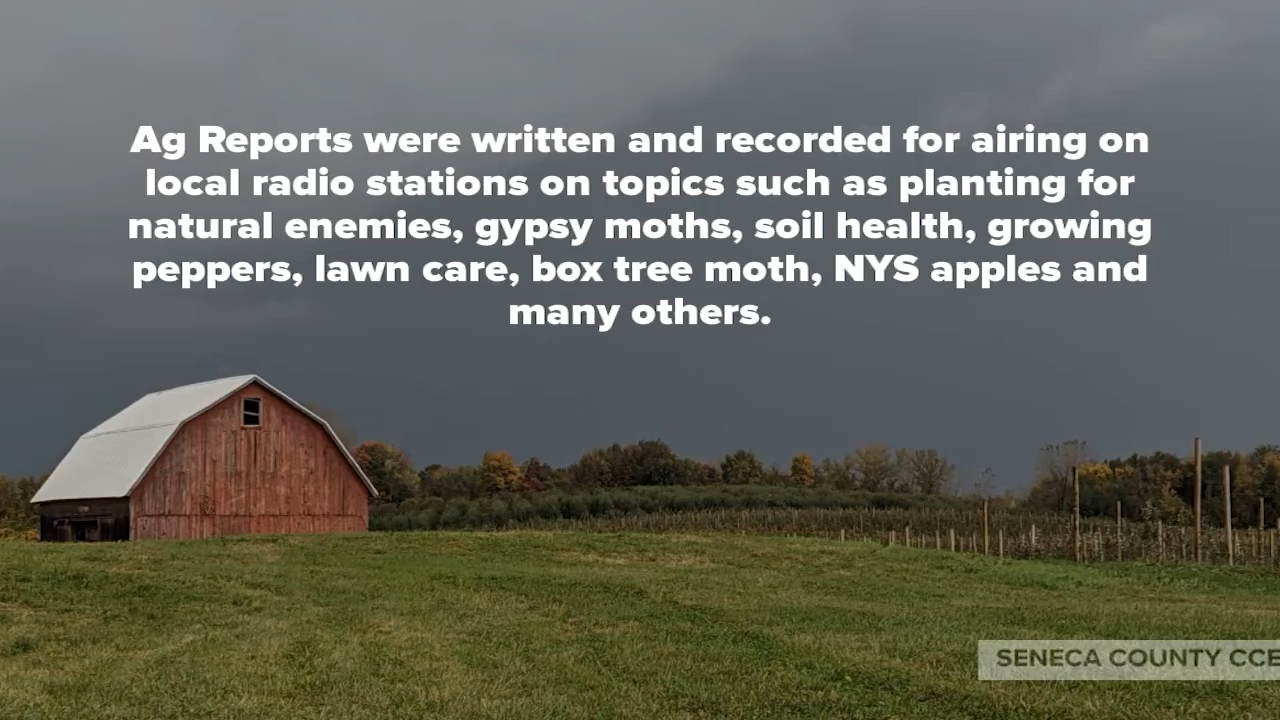 Ag Reports were written and recorded for airing on
local radio stations on topics such as planting for
natural enemies, gypsy moths, soil health, growing
peppers, lawn care, box tree moth, NYS apples and
many others.
SENECA COUNTY CCE